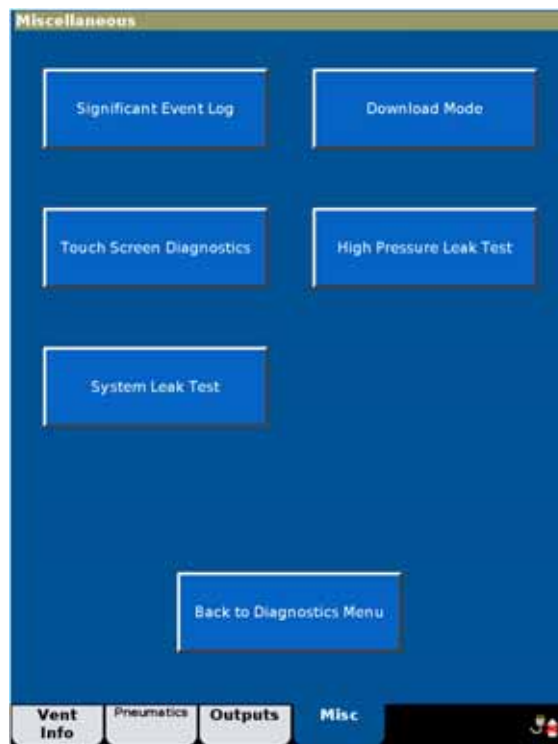 Miscellaneous
Significant Event Log
Download Mode
Touch Screen Diagnostics
High Pressure Leak Test
System Leak Test
Back to Diagnostics Menu
Vent
Info
Pneumatics
Outputs
Misc